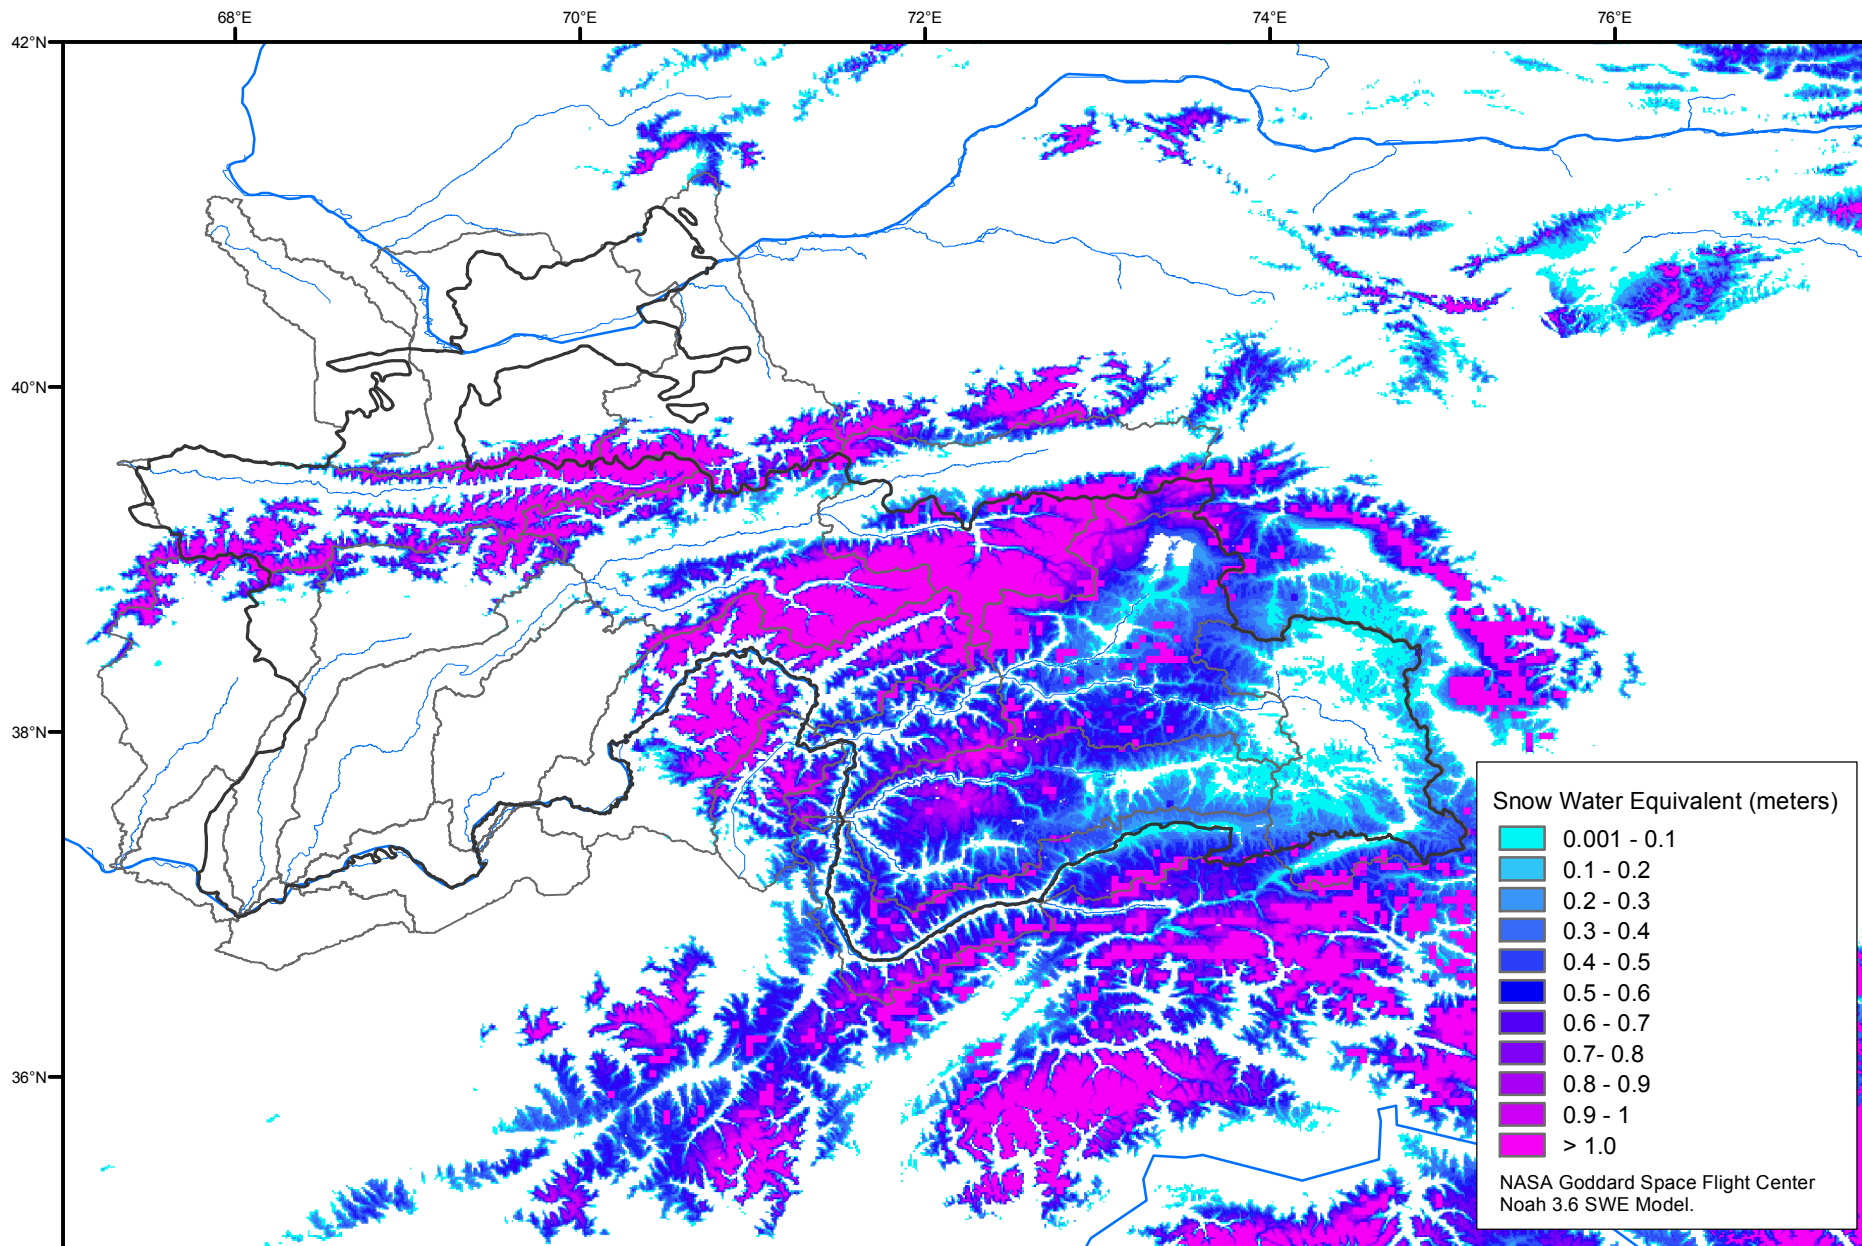 68°E
70°E
72°E
74°E
76°E
42°N
40°N
38°N
36°N
Snow Water Equivalent (meters)
0.001 - 0.1
0.1 - 0.2
0.2 - 0.3
0.3 - 0.4
0.4 - 0.5
0.5 - 0.6
0.6 - 0.7
0.7- 0.8
0.8 - 0.9
0.9 - 1
> 1.0
NASA Goddard Space Flight Center
Noah 3.6 SWE Model.